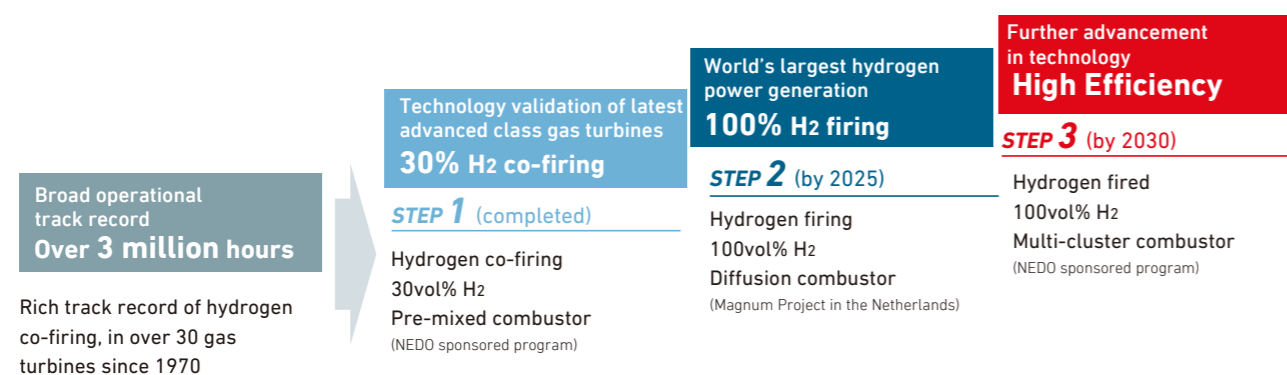 Broad operational
track record
Over 3 million hours
Rich track record of hydrogen
co-firing, in over 30 gas
turbines since 1970
Technology validation of latest
advanced class gas turbines
30% H2 co-firing
STEP 1 (completed)
Hydrogen co-firing
30vol% H2
Pre-mixed combustor
(NEDO sponsored program)
World's largest hydrogen
power generation
100% H2 firing
STEP 2 (by 2025)
Hydrogen firing
100vol% H2
Diffusion combustor
(Magnum Project in the Netherlands)
Further advancement
in technology
High Efficiency
STEP 3 (by 2030)
Hydrogen fired
100vol% H2
Multi-cluster combustor
(NEDO sponsored program)